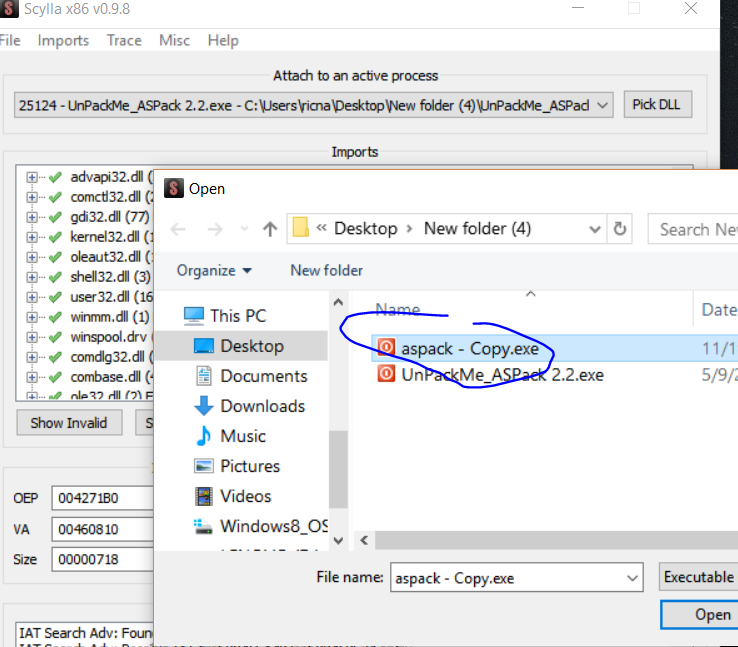 Scylla x86 v0.9.8
File Imports Trace Misc Help
Attach to an active process
25124 - UnPackMe_ASPack 2.2.exe - C:\Users\ricna\Desktop\New folder (4)\UnPackMe_ASPacl
Pick DLL
Imports
advapi32.dll (
comctl32.dll (2
gdi32.dll (77)
kernel32.dll (1
oleaut32.dll (
shell32.dll (3)
user32.dll (16
winmm.dll (1)
winspool.drv (
comdlg32.dll (
combase.dll (4
ole32.dll (2) F
Show Invalid
S
OEP 004271B0
VA 00460810
Size 00000718
IAT Search Adv: Foun
Open
« Desktop › New folder (4)
Search Nev
Organize
New folder
This PC
Desktop
Documents
Downloads
Music
Pictures
Videos
Windows8_OS
Name
Date
aspack - Copy.exe
11/1
UnPackMe_ASPack 2.2.exe
5/9/2
File name: aspack - Copy.exe
Executable
Open